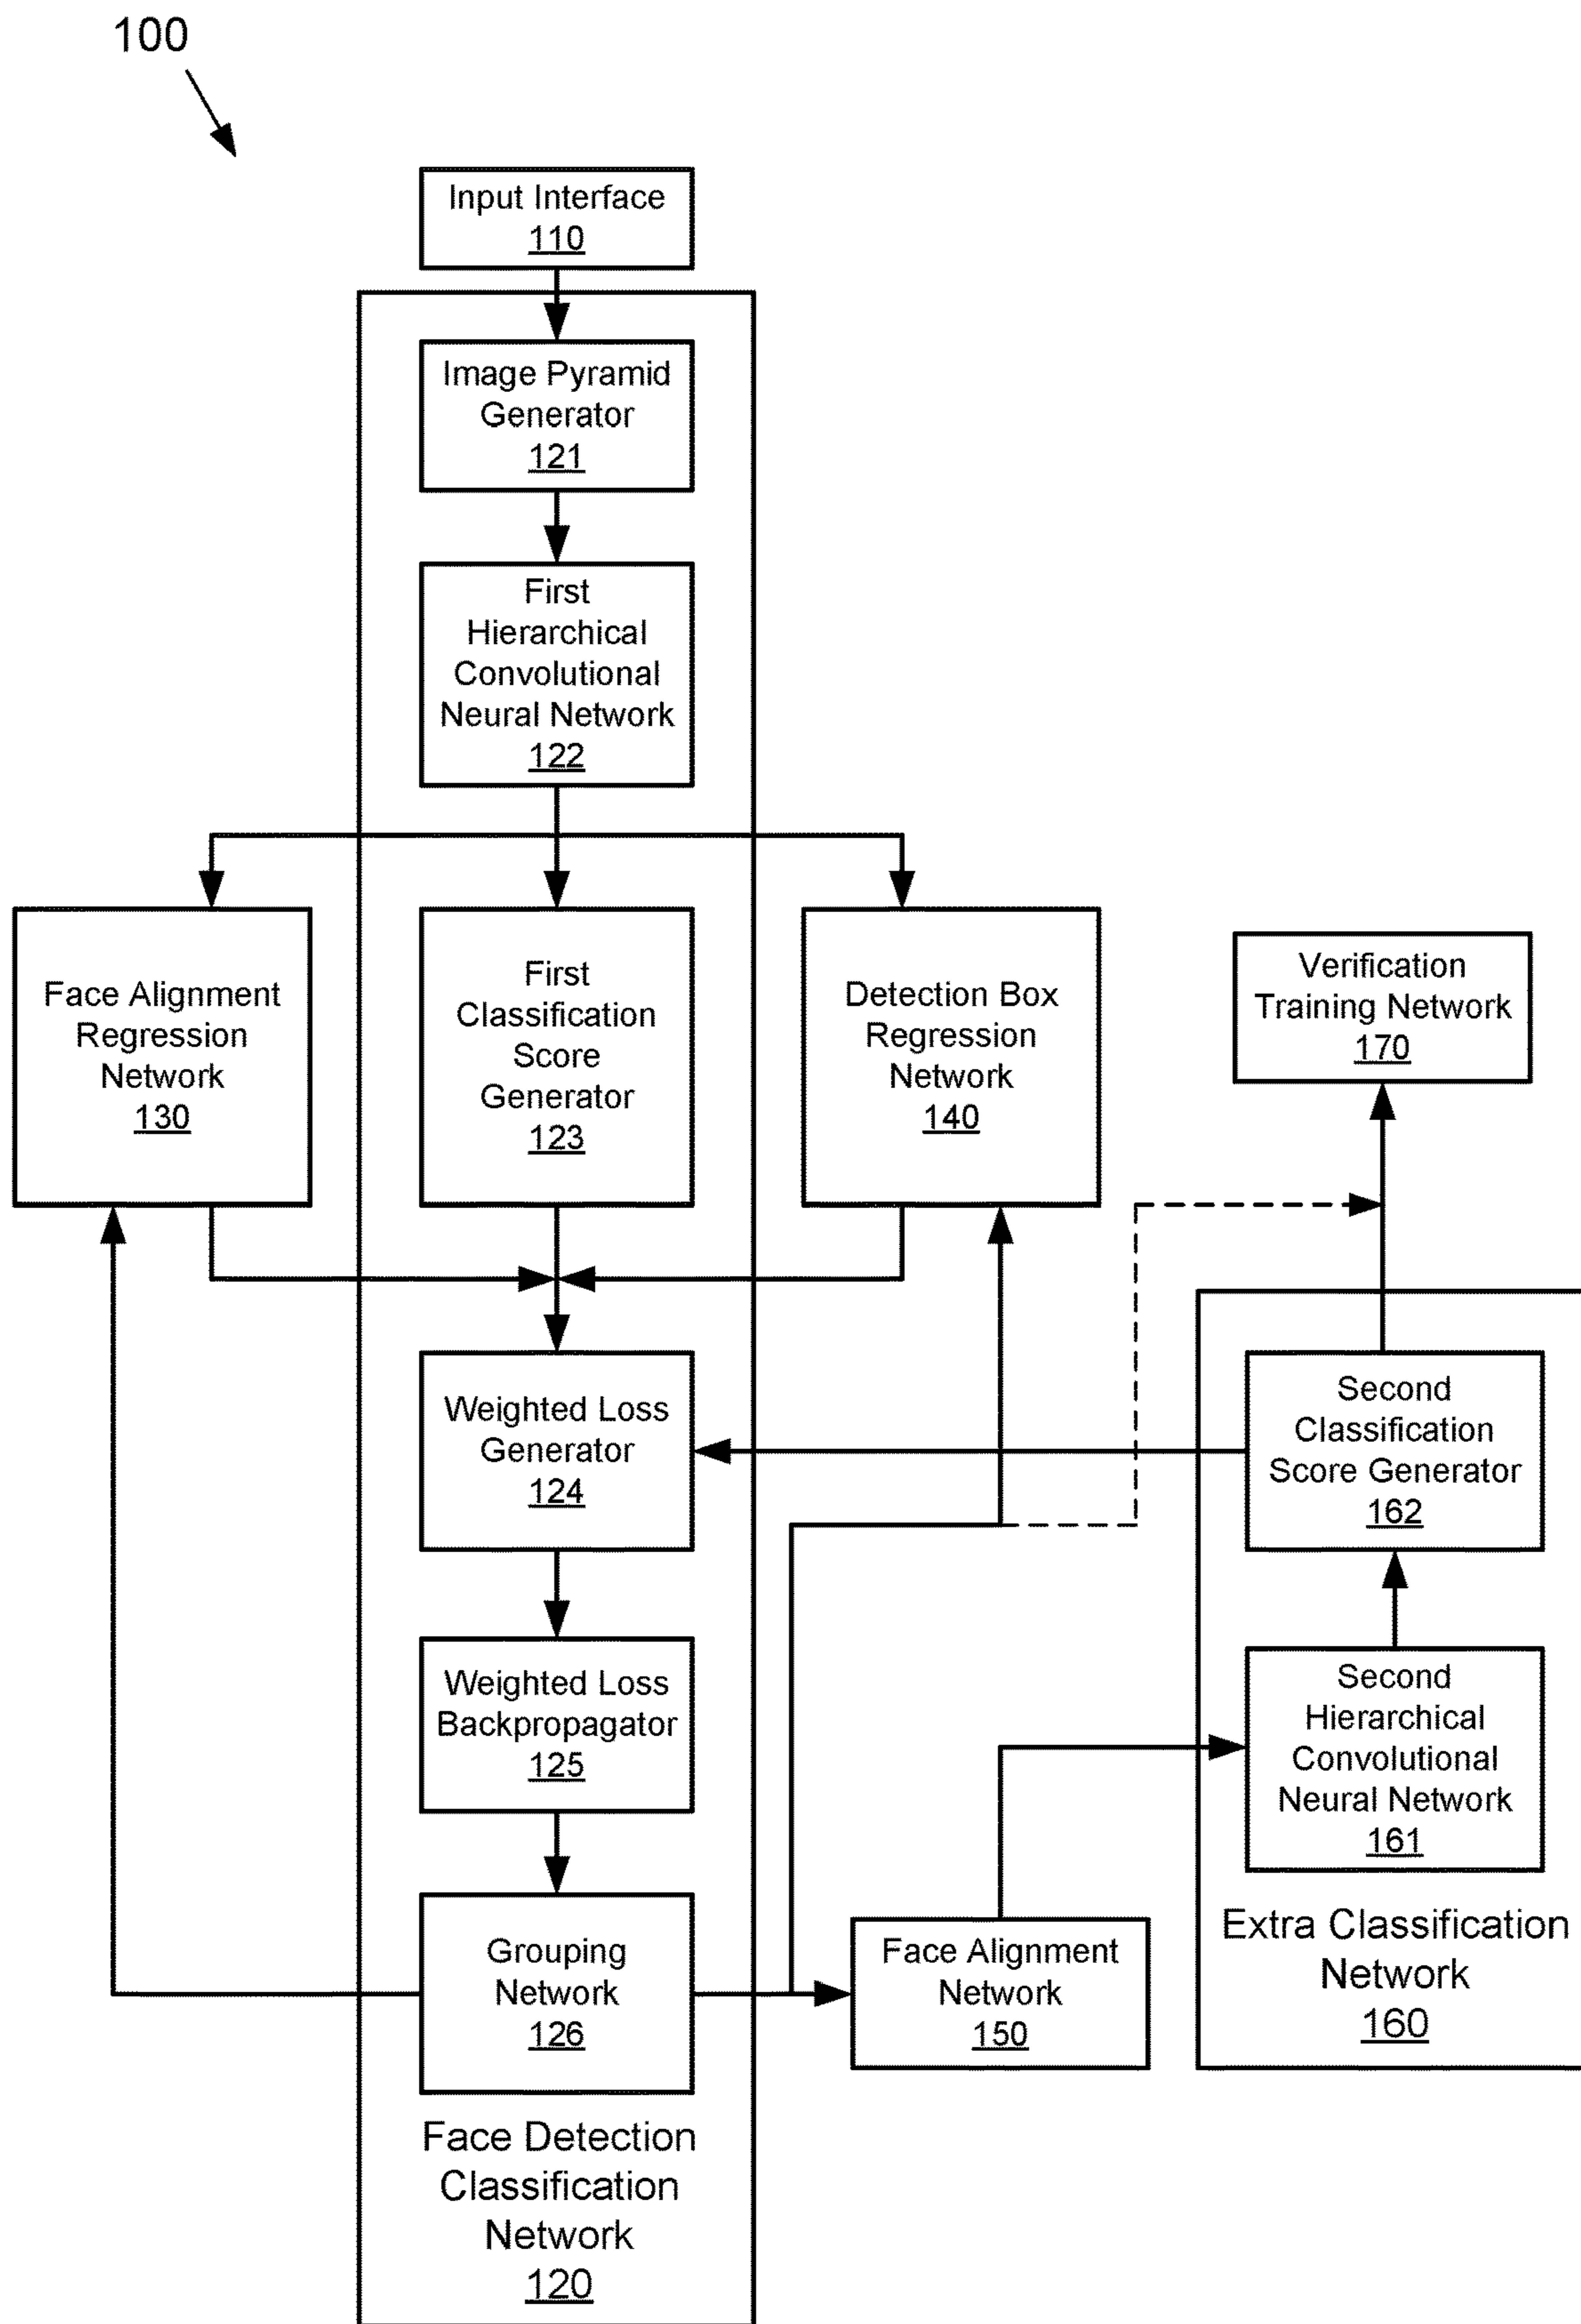 100
Input Interface
110
Image Pyramid
Generator
121
First
Hierarchical
Convolutional
Neural Network
122
Face Alignment
Regression
Network
130
First
Classification
Score
Generator
123
Detection Box
Regression
Network
140
Verification
Training Network
170
Weighted Loss
Generator
124
Second
Classification
Score Generator
162
Weighted Loss
Backpropagator
125
Second
Hierarchical
Convolutional
Neural Network
161
Grouping
Network
126
Face Alignment
Network
150
Extra Classification
Network
160
Face Detection
Classification
Network
120